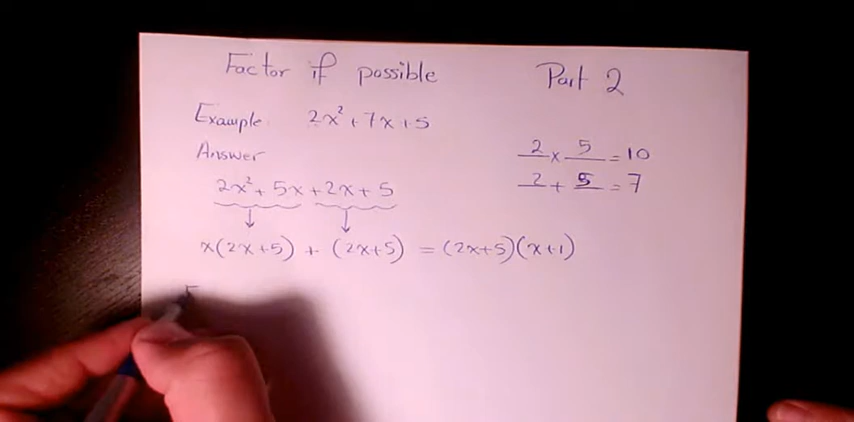 Factor if possible Part 2
Example 2x² + 7x + 5
Answer
2 x 5 = 10
2 + 5 = 7
2x² + 5x + 2x + 5
x(2x+5) + (2x+5) = (2x+5)(x+1)